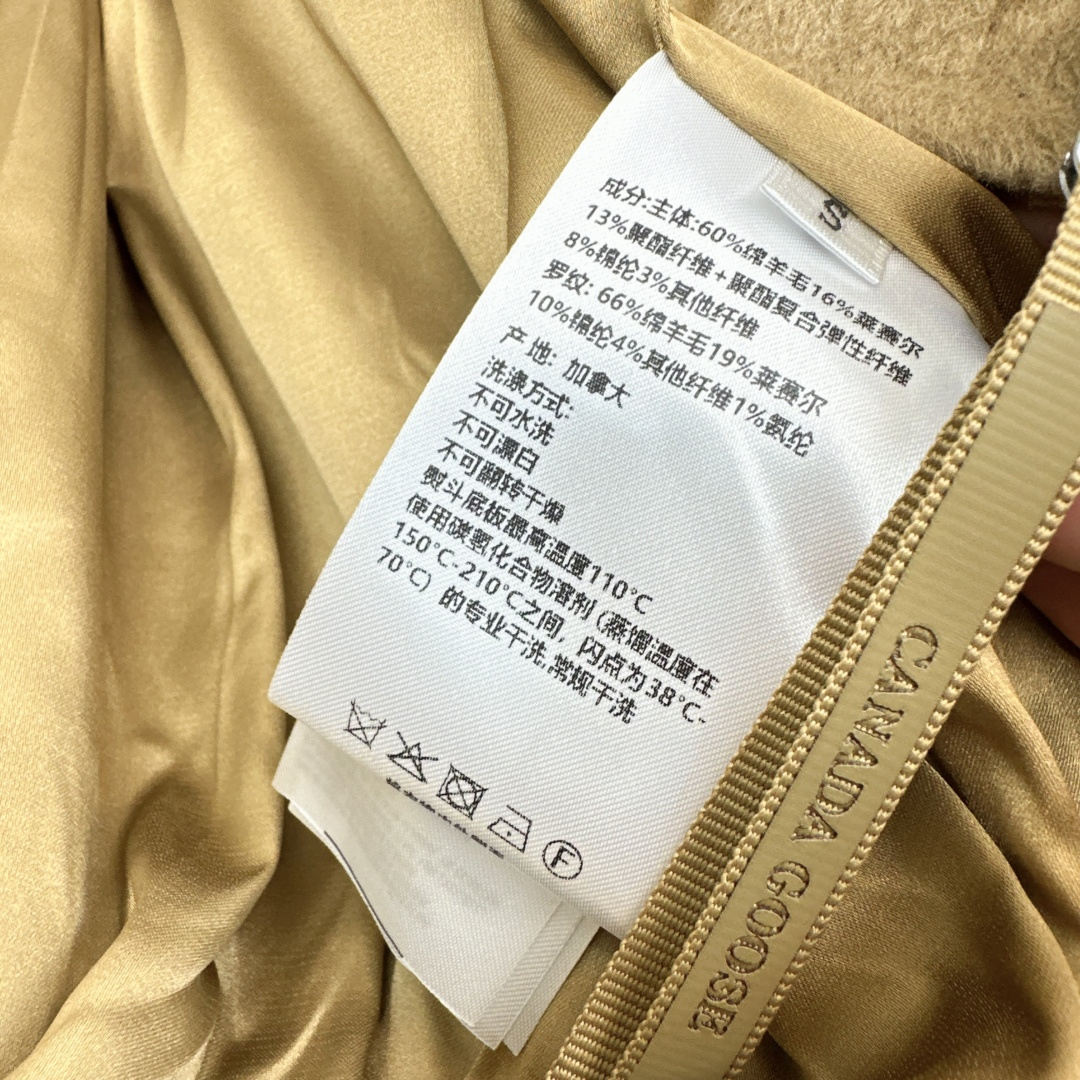 S
成分:主体:60%绵羊毛16%莱赛尔
13%聚酯纤维+聚酯复合弹性纤维
8%锦纶3%其他纤维
罗纹: 66%绵羊毛19%莱赛尔
10%锦纶4%其他纤维1%氨纶
产地: 加拿大
洗涤方式:
不可水洗
不可漂白
不可翻转干燥
熨斗底板最高温度110°C
使用碳氢化合物溶剂 (蒸馏温度在
150°C-210°C之间, 闪点为38°C-
70°C) 的专业干洗,常规干洗
F
CANADA GOOSE